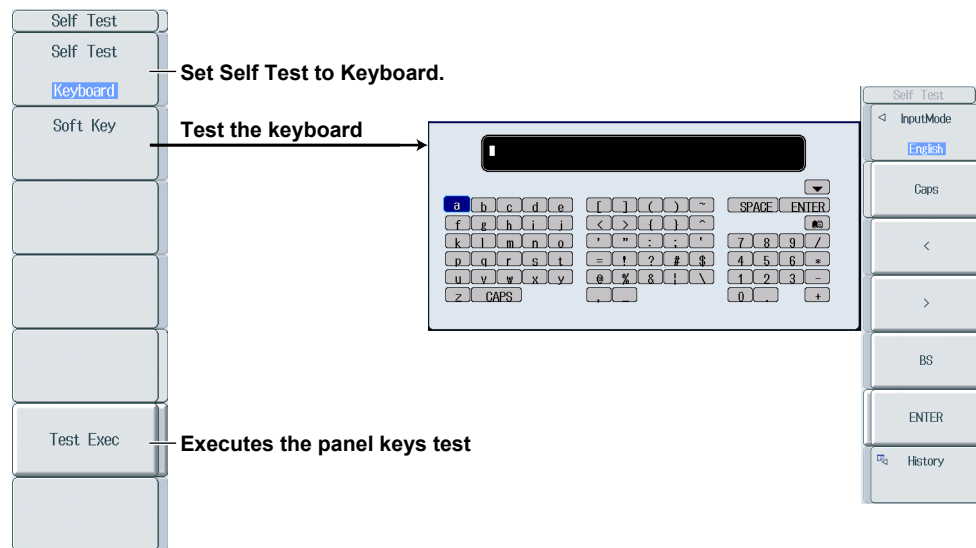 Self Test
Self Test
Keyboard
Set Self Test to Keyboard.
Soft Key
Test the keyboard
a b c d e [ ] ( ) ~ SPACE ENTER
f g h i j < > { } ^
k l m n o ' " : ; ' 7 8 9 /
p q r s t = ! ? # $ 4 5 6 *
u v w x y @ % & ¦ \ 1 2 3 -
z CAPS , _ 0 . +
Test Exec
Executes the panel keys test
Self Test
InputMode
English
Caps
<
>
BS
ENTER
History